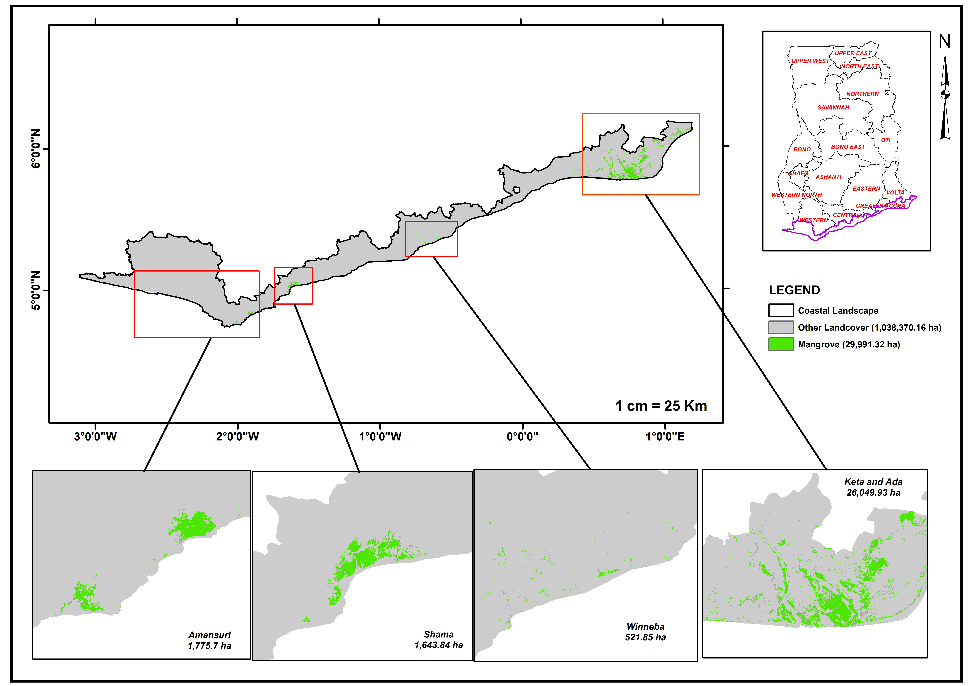 N
UPPER EAST
UPPER WEST
NORTH EAST
NORTHERN
SAVANNAH
OTI
BONO
BONO EAST
AHAFO
ASHANTI
EASTERN
VOLTA
WESTERN NORTH
GREATER ACCRA
CENTRAL
WESTERN
6°0'0"N
5°0'0"N
LEGEND
Coastal Landscape
Other Landcover (1,038,370.16 ha)
Mangrove (29,991.32 ha)
1 cm = 25 Km
3°0'0"W
2°0'0"W
1°0'0"W
0°0'0"
1°0'0"E
Amansuri
1,775.7 ha
Shama
1,643.84 ha
Winneba
521.85 ha
Keta and Ada
26,049.93 ha